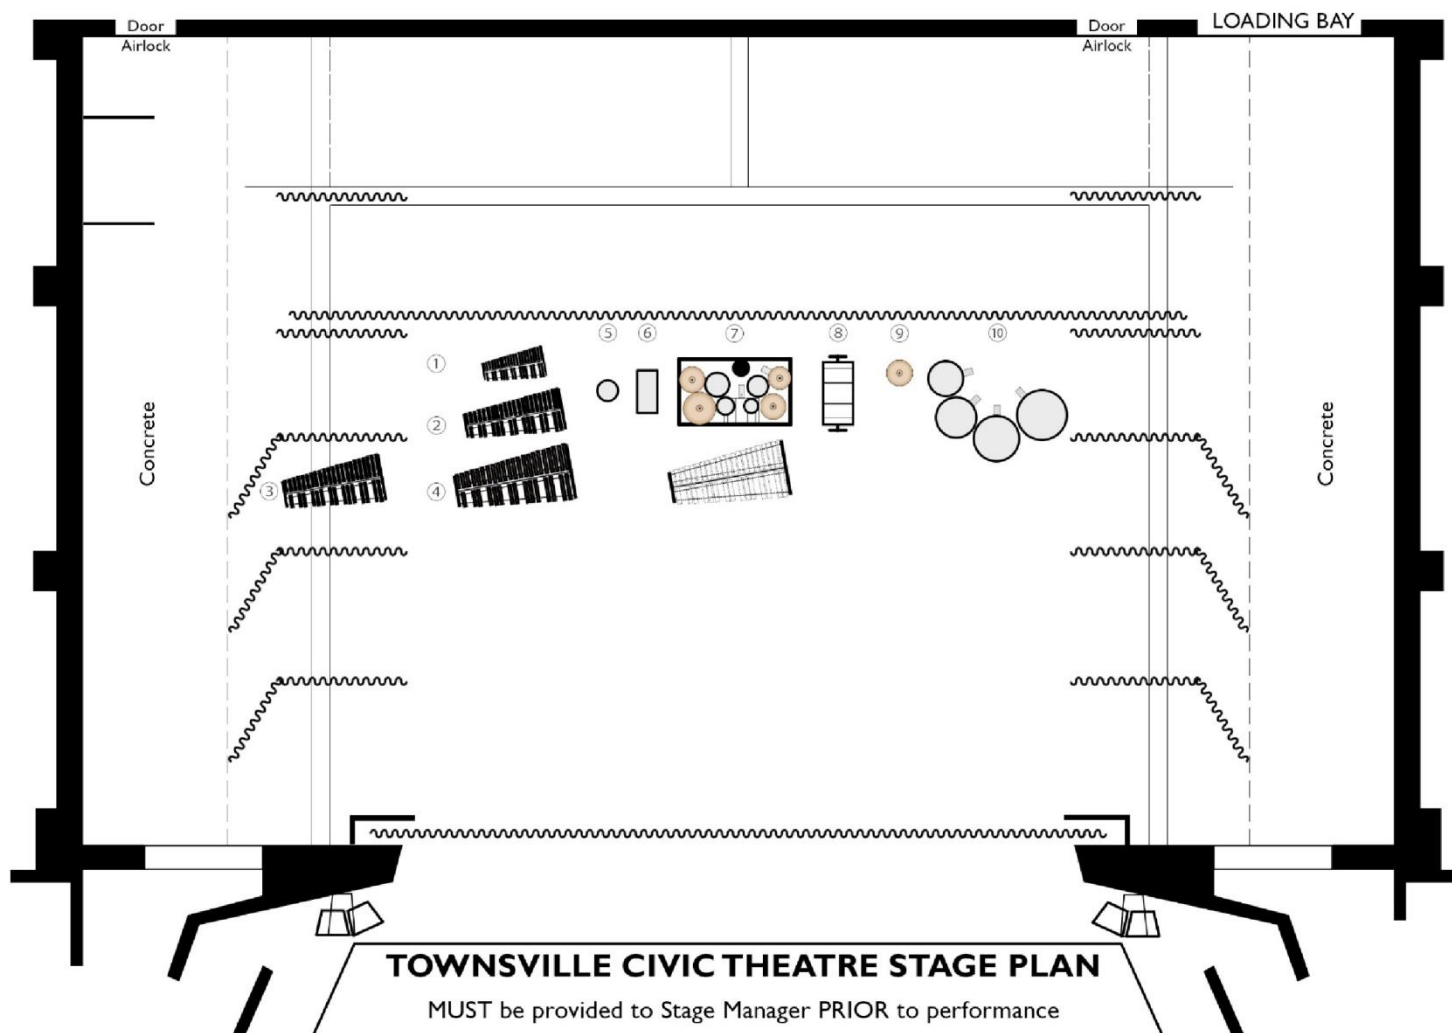 Door
Door
LOADING BAY
Airlock
Airlock
5
6
7
8
9
10
1
2
3
4
Concrete
Concrete
TOWNSVILLE CIVIC THEATRE STAGE PLAN
MUST be provided to Stage Manager PRIOR to performance